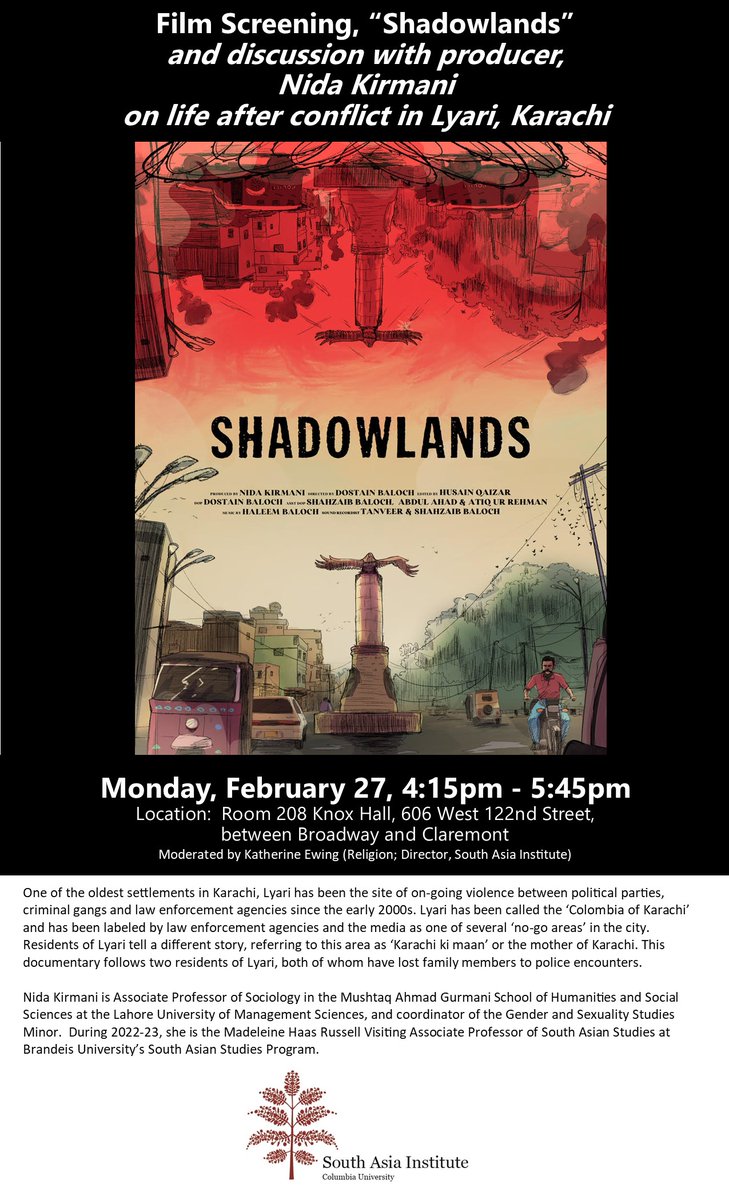 Film Screening, “Shadowlands”
and discussion with producer,
Nida Kirmani
on life after conflict in Lyari, Karachi
SHADOWLANDS
PRODUCED BY NIDA KIRMANI DIRECTED BY DOSTAIN BALOCH EDITED BY HUSAIN QAIZAR
DOP DOSTAIN BALOCH ASST DOP SHAHZAIB BALOCH, ABDUL AHAD & ATIQ UR REHMAN
MUSIC BY HALEEM BALOCH SOUND RECORDIST TANVEER & SHAHZAIB BALOCH
Monday, February 27, 4:15pm - 5:45pm
Location: Room 208 Knox Hall, 606 West 122nd Street,
between Broadway and Claremont
Moderated by Katherine Ewing (Religion; Director, South Asia Institute)
One of the oldest settlements in Karachi, Lyari has been the site of on-going violence between political parties,
criminal gangs and law enforcement agencies since the early 2000s. Lyari has been called the ‘Colombia of Karachi’
and has been labeled by law enforcement agencies and the media as one of several ‘no-go areas’ in the city.
Residents of Lyari tell a different story, referring to this area as ‘Karachi ki maan’ or the mother of Karachi. This
documentary follows two residents of Lyari, both of whom have lost family members to police encounters.
Nida Kirmani is Associate Professor of Sociology in the Mushtaq Ahmad Gurmani School of Humanities and Social
Sciences at the Lahore University of Management Sciences, and coordinator of the Gender and Sexuality Studies
Minor. During 2022-23, she is the Madeleine Haas Russell Visiting Associate Professor of South Asian Studies at
Brandeis University’s South Asian Studies Program.
South Asia Institute
Columbia University